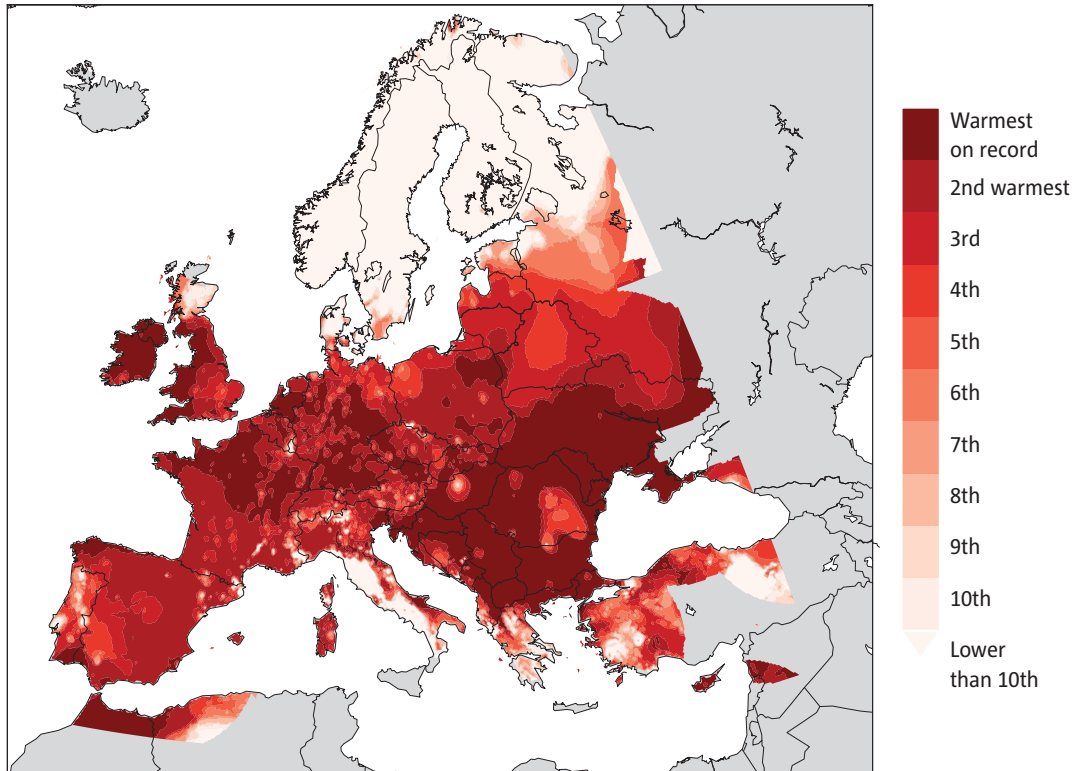 Warmest
on record
2nd warmest
3rd
4th
5th
6th
7th
8th
9th
10th
Lower
than 10th